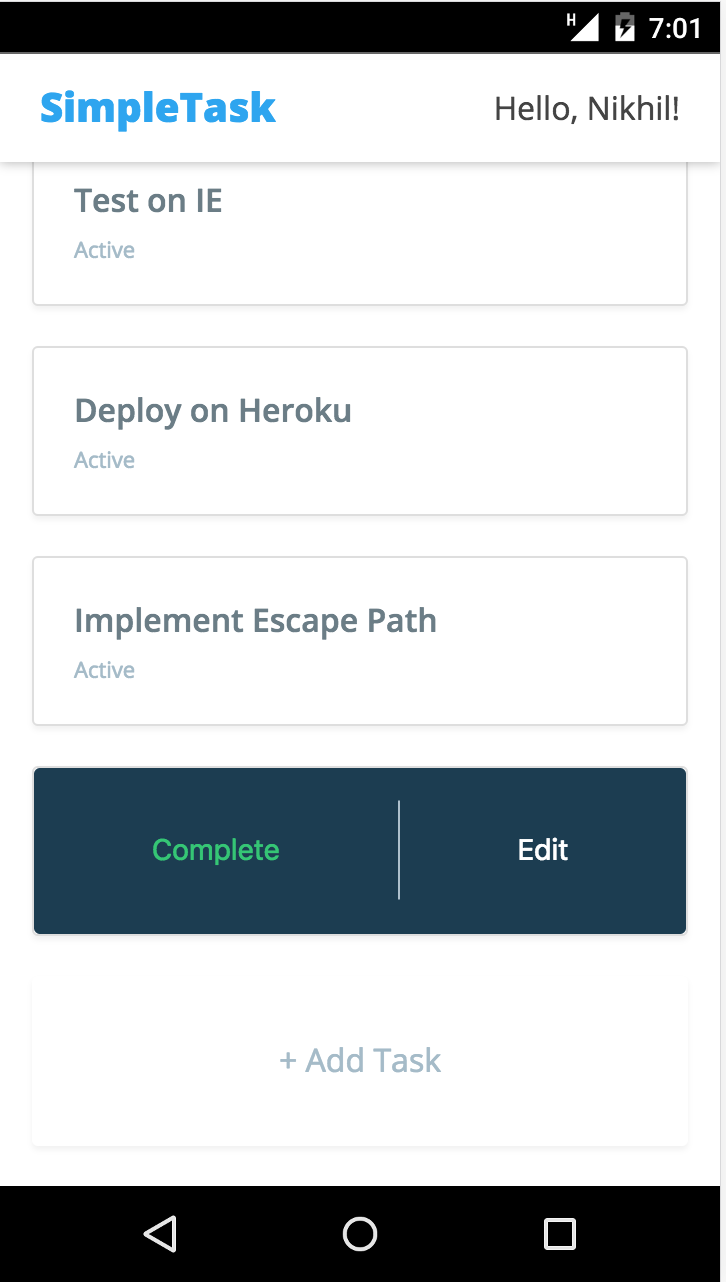 H 7:01
SimpleTask Hello, Nikhil!
Test on IE
Active
Deploy on Heroku
Active
Implement Escape Path
Active
Complete Edit
+ Add Task